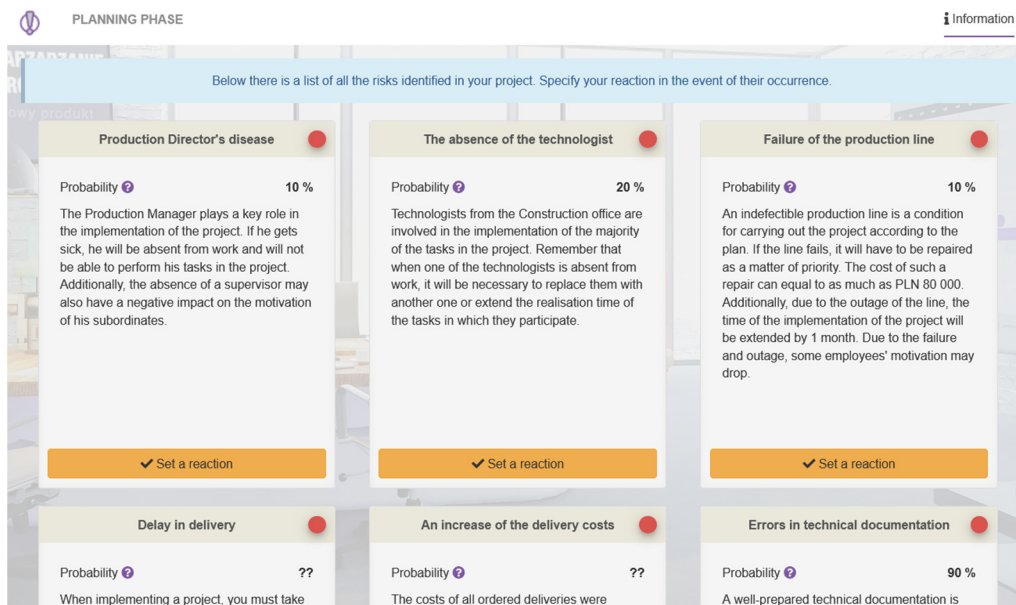 PLANNING PHASE
Information
Below there is a list of all the risks identified in your project. Specify your reaction in the event of their occurrence.
Production Director's disease
Probability ? 10 %
The Production Manager plays a key role in
the implementation of the project. If he gets
sick, he will be absent from work and will not
be able to perform his tasks in the project.
Additionally, the absence of a supervisor may
also have a negative impact on the motivation
of his subordinates.
Set a reaction
The absence of the technologist
Probability ? 20 %
Technologists from the Construction office are
involved in the implementation of the majority
of the tasks in the project. Remember that
when one of the technologists is absent from
work, it will be necessary to replace them with
another one or extend the realisation time of
the tasks in which they participate.
Set a reaction
Failure of the production line
Probability ? 10 %
An indefectible production line is a condition
for carrying out the project according to the
plan. If the line fails, it will have to be repaired
as a matter of priority. The cost of such a
repair can equal to as much as PLN 80 000.
Additionally, due to the outage of the line, the
time of the implementation of the project will
be extended by 1 month. Due to the failure
and outage, some employees' motivation may
drop.
Set a reaction
Delay in delivery
Probability ? ??
When implementing a project, you must take
An increase of the delivery costs
Probability ? ??
The costs of all ordered deliveries were
Errors in technical documentation
Probability ? 90 %
A well-prepared technical documentation is